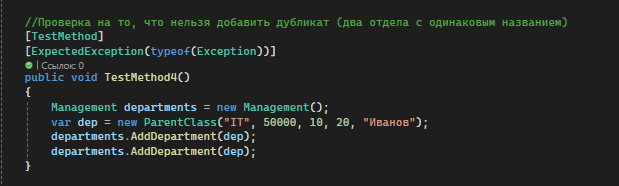 //Проверка на то, что нельзя добавить дубликат (два отдела с одинаковым названием)
[TestMethod]
[ExpectedException(typeof(Exception))]
| Ссылок: 0
public void TestMethod4()
{
Management departments = new Management();
var dep = new ParentClass("IT", 50000, 10, 20, "Иванов");
departments.AddDepartment(dep);
departments.AddDepartment(dep);
}